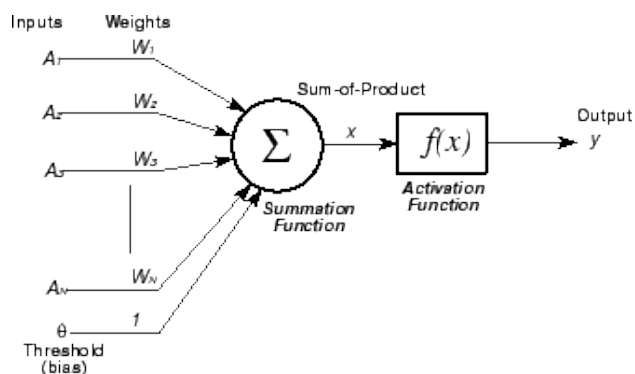 Inputs Weights
A₁ W₁
Sum-of-Product
A₂ W₂
x
Output
Σ
f(x)
y
A₃ W₃
Activation
Function
Summation
Function
Aₙ Wₙ
θ 1
Threshold
(bias)